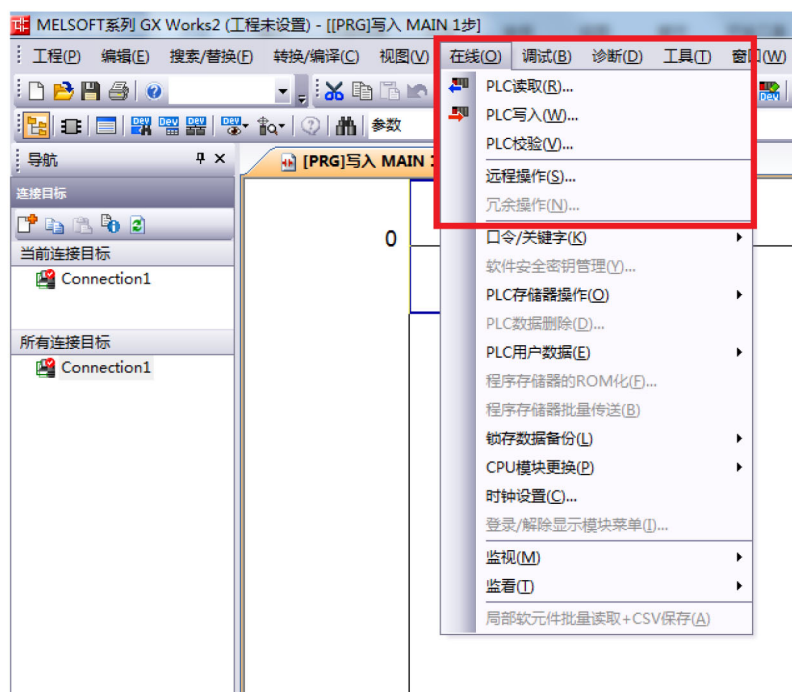 MELSOFT系列 GX Works2 (工程未设置) - [[PRG]写入 MAIN 1步]
工程(P) 编辑(E) 搜索/替换(F) 转换/编译(C) 视图(V) 在线(O) 调试(B) 诊断(D) 工具(T) 窗口(W)
参数
导航
[PRG]写入 MAIN
连接目标
当前连接目标
Connection1
所有连接目标
Connection1
0
PLC读取(R)...
PLC写入(W)...
PLC校验(V)...
远程操作(S)...
冗余操作(N)...
口令/关键字(K)
软件安全密钥管理(Y)...
PLC存储器操作(O)
PLC数据删除(D)...
PLC用户数据(E)
程序存储器的ROM化(F)...
程序存储器批量传送(B)
锁存数据备份(L)
CPU模块更换(P)
时钟设置(C)...
登录/解除显示模块菜单(I)...
监视(M)
监看(T)
局部软元件批量读取+CSV保存(A)